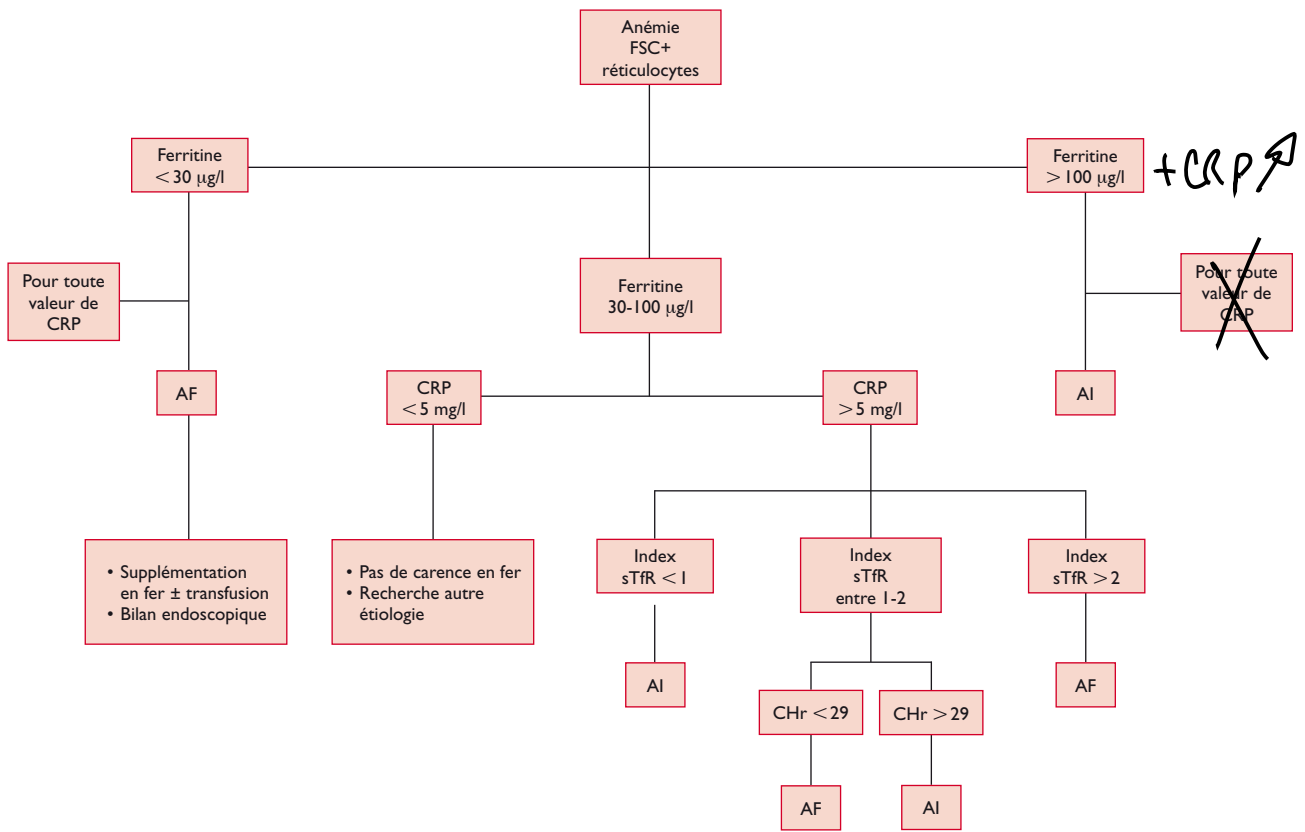 Anémie
FSC+
réticulocytes
Ferritine
< 30 µg/l
Ferritine
> 100 µg/l
+ CRP ↗
Pour toute
valeur de
CRP
Ferritine
30-100 µg/l
Pour toute
valeur de
CRP
AF
CRP
< 5 mg/l
CRP
> 5 mg/l
AI
• Supplémentation
en fer ± transfusion
• Bilan endoscopique
• Pas de carence en fer
• Recherche autre
étiologie
Index
sTfR < 1
Index
sTfR
entre 1-2
Index
sTfR > 2
AI
CHr < 29
CHr > 29
AF
AF
AI